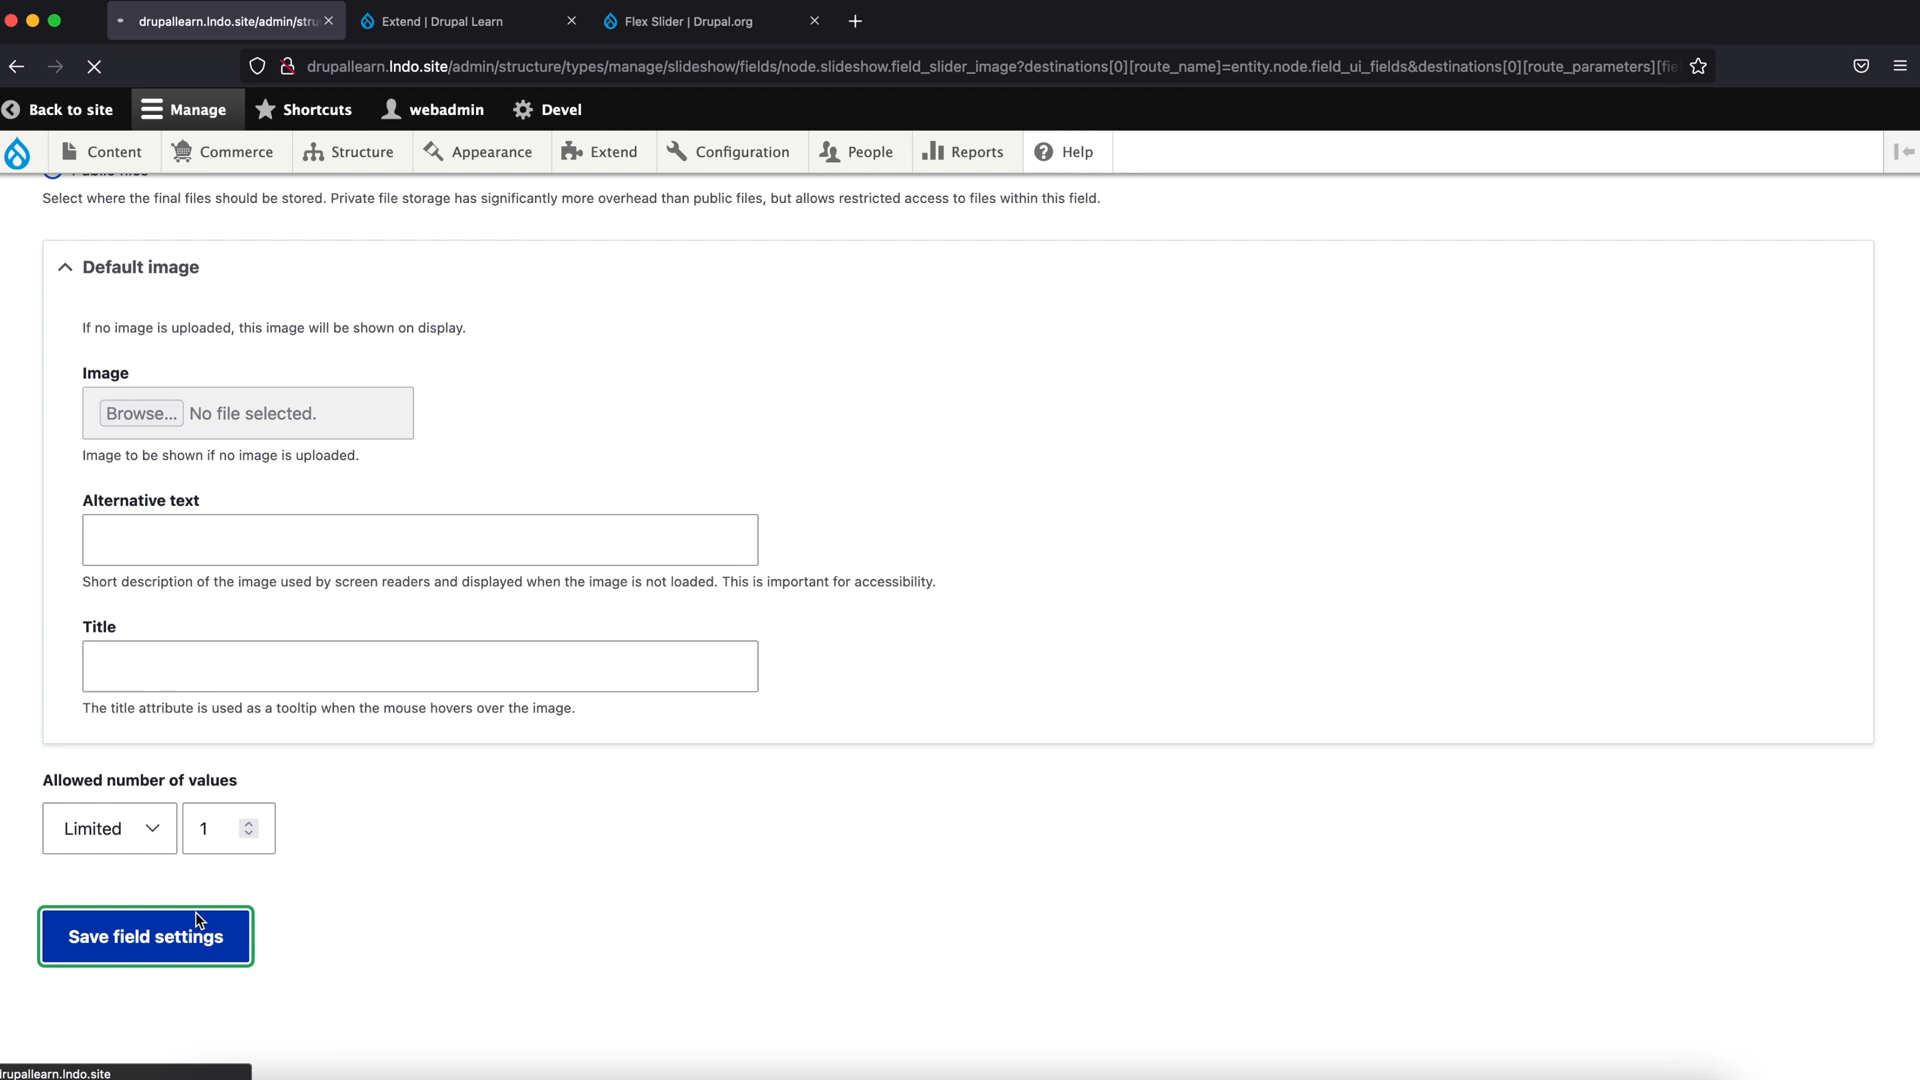 drupallearn.lndo.site/admin/stru
Extend | Drupal Learn
Flex Slider | Drupal.org
drupallearn.lndo.site/admin/structure/types/manage/slideshow/fields/node.slideshow.field_slider_image?destinations[0][route_name]=entity.node.field_ui_fields&destinations[0][route_parameters][fie
Back to site
Manage
Shortcuts
webadmin
Devel
Content
Commerce
Structure
Appearance
Extend
Configuration
People
Reports
Help
Select where the final files should be stored. Private file storage has significantly more overhead than public files, but allows restricted access to files within this field.
Default image
If no image is uploaded, this image will be shown on display.
Image
Browse... No file selected.
Image to be shown if no image is uploaded.
Alternative text
Short description of the image used by screen readers and displayed when the image is not loaded. This is important for accessibility.
Title
The title attribute is used as a tooltip when the mouse hovers over the image.
Allowed number of values
Limited 1
Save field settings
drupallearn.lndo.site